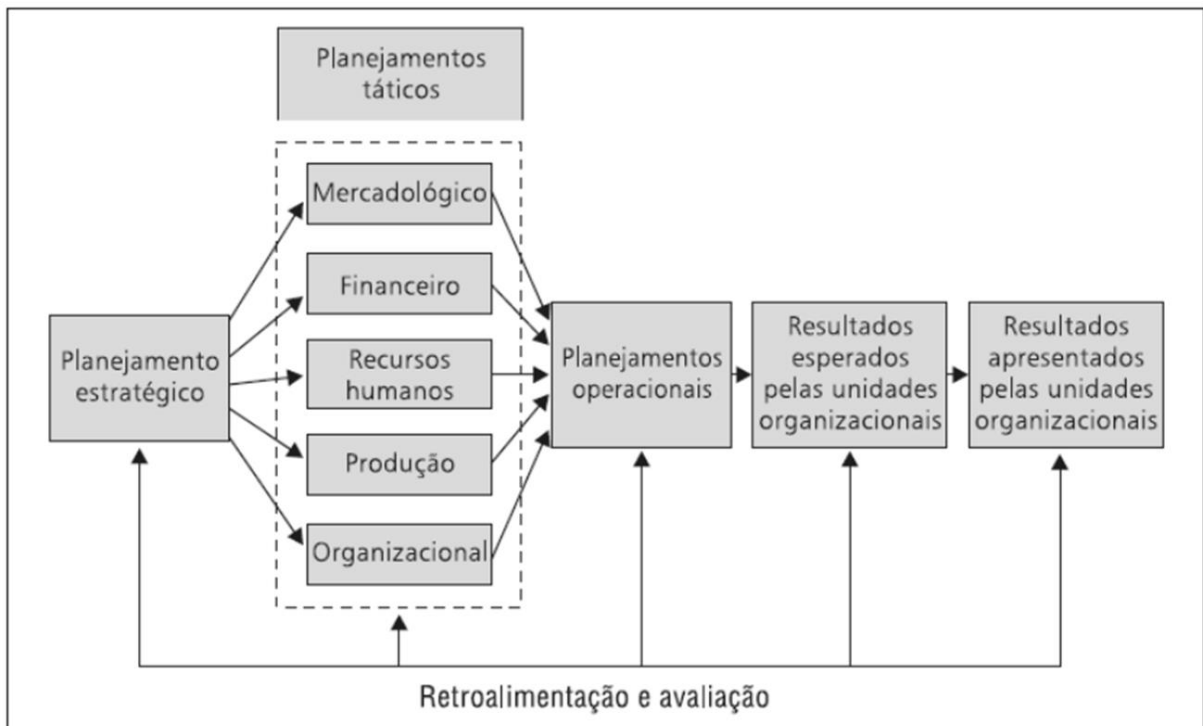 Planejamentos
táticos
Mercadológico
Financeiro
Recursos
humanos
Produção
Organizacional
Planejamento
estratégico
Planejamentos
operacionais
Resultados
esperados
pelas unidades
organizacionais
Resultados
apresentados
pelas unidades
organizacionais
Retroalimentação e avaliação